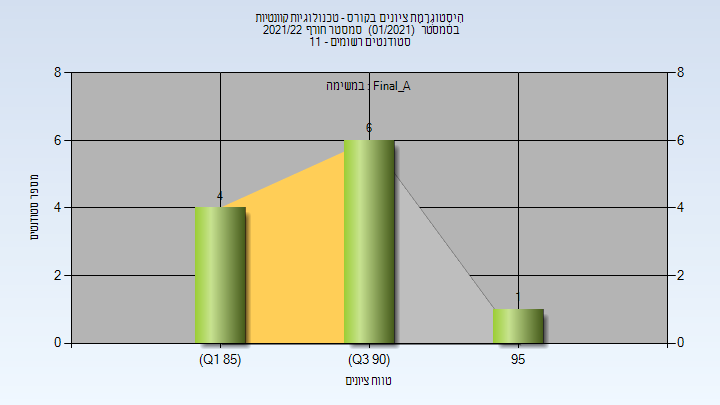 היסטוגרמת ציונים בקורס - טכנולוגיות קוונטיות
בסמסטר (01/2021) סמסטר חורף 2021/22
סטודנטים רשומים - 11
במשימה : Final_A
8
6
4
2
0
8
6
4
2
0
4
6
1
מספר סטודנטים
(Q1 85)
(Q3 90)
95
טווח ציונים